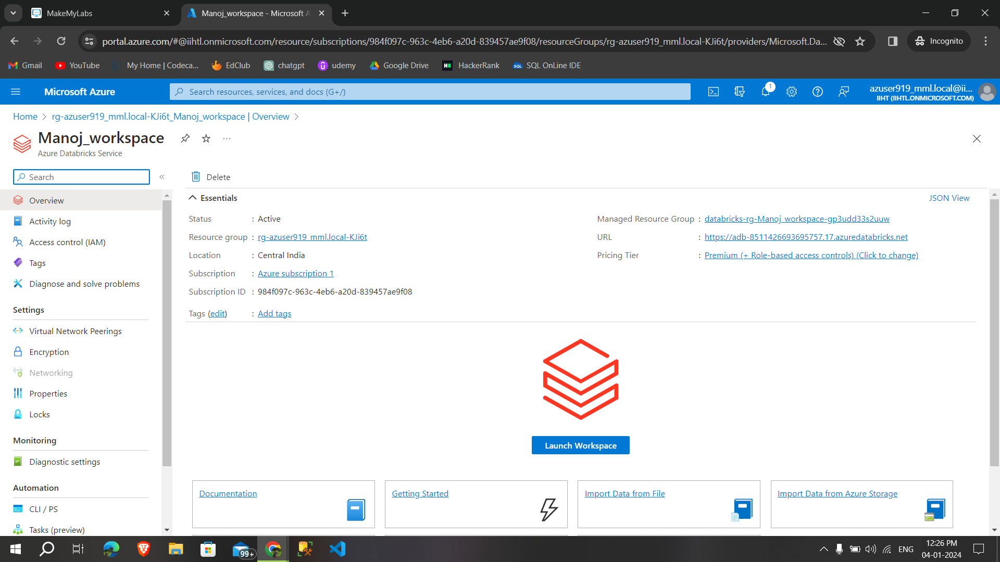 MakeMyLabs
Manoj_workspace - Microsoft A
portal.azure.com/#@iihtl.onmicrosoft.com/resource/subscriptions/984f097c-963c-4eb6-a20d-839457ae9f08/resourceGroups/rg-azuser919_mml.local-KJi6t/providers/Microsoft.Da...
Incognito
Gmail
YouTube
My Home | Codeca...
EdClub
chatgpt
udemy
Google Drive
HackerRank
SQL OnLine IDE
Microsoft Azure
Search resources, services, and docs (G+/)
1
azuser919_mml.local@ii...
IIHT (IIHTL.ONMICROSOFT.COM)
Home > rg-azuser919_mml.local-KJi6t_Manoj_workspace | Overview >
Manoj_workspace
Azure Databricks Service
Search
Delete
Overview
Activity log
Access control (IAM)
Tags
Diagnose and solve problems
Settings
Virtual Network Peerings
Encryption
Networking
Properties
Locks
Monitoring
Diagnostic settings
Automation
CLI / PS
Tasks (preview)
Essentials
JSON View
Status : Active
Resource group : rg-azuser919_mml.local-KJi6t
Location : Central India
Subscription : Azure subscription 1
Subscription ID : 984f097c-963c-4eb6-a20d-839457ae9f08
Tags (edit) : Add tags
Managed Resource Group : databricks-rg-Manoj_workspace-gp3udd33s2uuw
URL : https://adb-8511426693695757.17.azuredatabricks.net
Pricing Tier : Premium (+ Role-based access controls) (Click to change)
Launch Workspace
Documentation
Getting Started
Import Data from File
Import Data from Azure Storage
99+
ENG
12:26 PM
04-01-2024